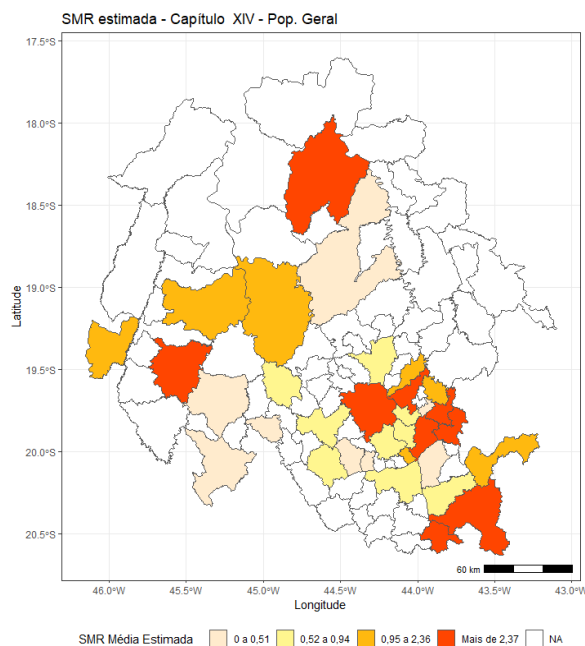 SMR estimada - Capítulo XIV - Pop. Geral
17.5°S
18.0°S
18.5°S
19.0°S
19.5°S
20.0°S
20.5°S
Latitude
60 km
46.0°W 45.5°W 45.0°W 44.5°W 44.0°W 43.5°W 43.0°W
Longitude
SMR Média Estimada 0 a 0,51 0,52 a 0,94 0,95 a 2,36 Mais de 2,37 NA